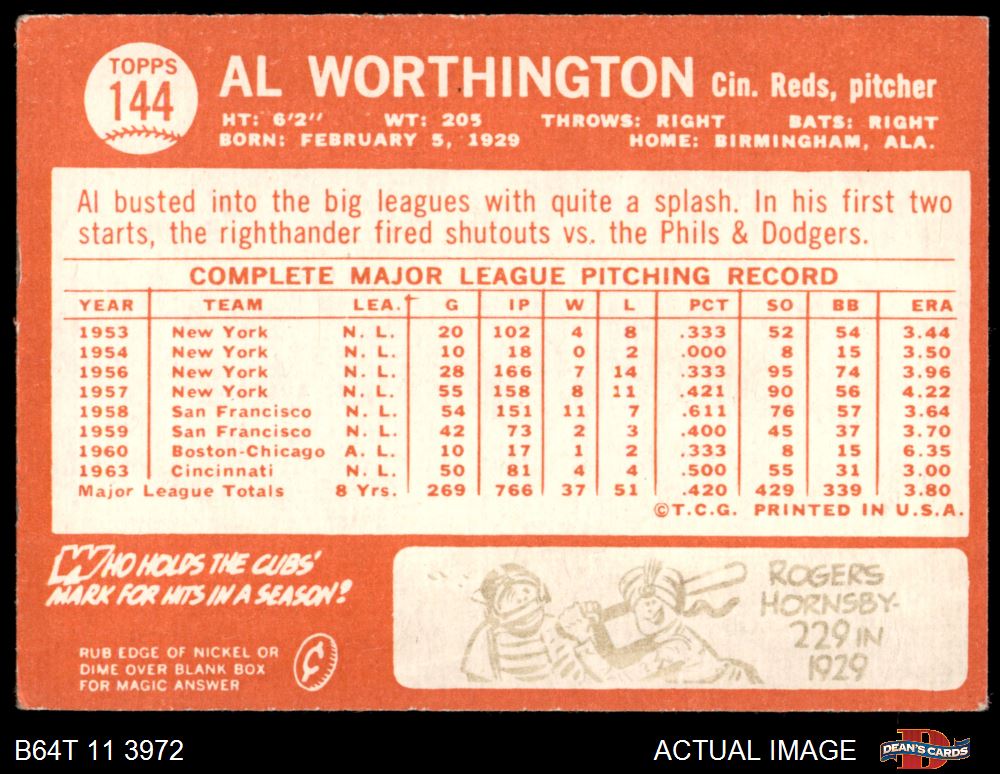 TOPPS
144
AL WORTHINGTON Cin. Reds, pitcher
HT: 6'2" WT: 205 THROWS: RIGHT BATS: RIGHT
BORN: FEBRUARY 5, 1929 HOME: BIRMINGHAM, ALA.
Al busted into the big leagues with quite a splash. In his first two
starts, the righthander fired shutouts vs. the Phils & Dodgers.
COMPLETE MAJOR LEAGUE PITCHING RECORD
YEAR TEAM LEA. G IP W L PCT SO BB ERA
1953 New York N. L. 20 102 4 8 .333 52 54 3.44
1954 New York N. L. 10 18 0 2 .000 8 15 3.50
1956 New York N. L. 28 166 7 14 .333 95 74 3.96
1957 New York N. L. 55 158 8 11 .421 90 56 4.22
1958 San Francisco N. L. 54 151 11 7 .611 76 57 3.64
1959 San Francisco N. L. 42 73 2 3 .400 45 37 3.70
1960 Boston-Chicago A. L. 10 17 1 2 .333 8 15 6.35
1963 Cincinnati N. L. 50 81 4 4 .500 55 31 3.00
Major League Totals 8 Yrs. 269 766 37 51 .420 429 339 3.80
©T.C.G. PRINTED IN U.S.A.
WHO HOLDS THE CUBS'
MARK FOR HITS IN A SEASON?
RUB EDGE OF NICKEL OR
DIME OVER BLANK BOX
FOR MAGIC ANSWER
¢
ROGERS
HORNSBY-
229 IN
1929
B64T 11 3972 ACTUAL IMAGE
DEAN'S CARDS